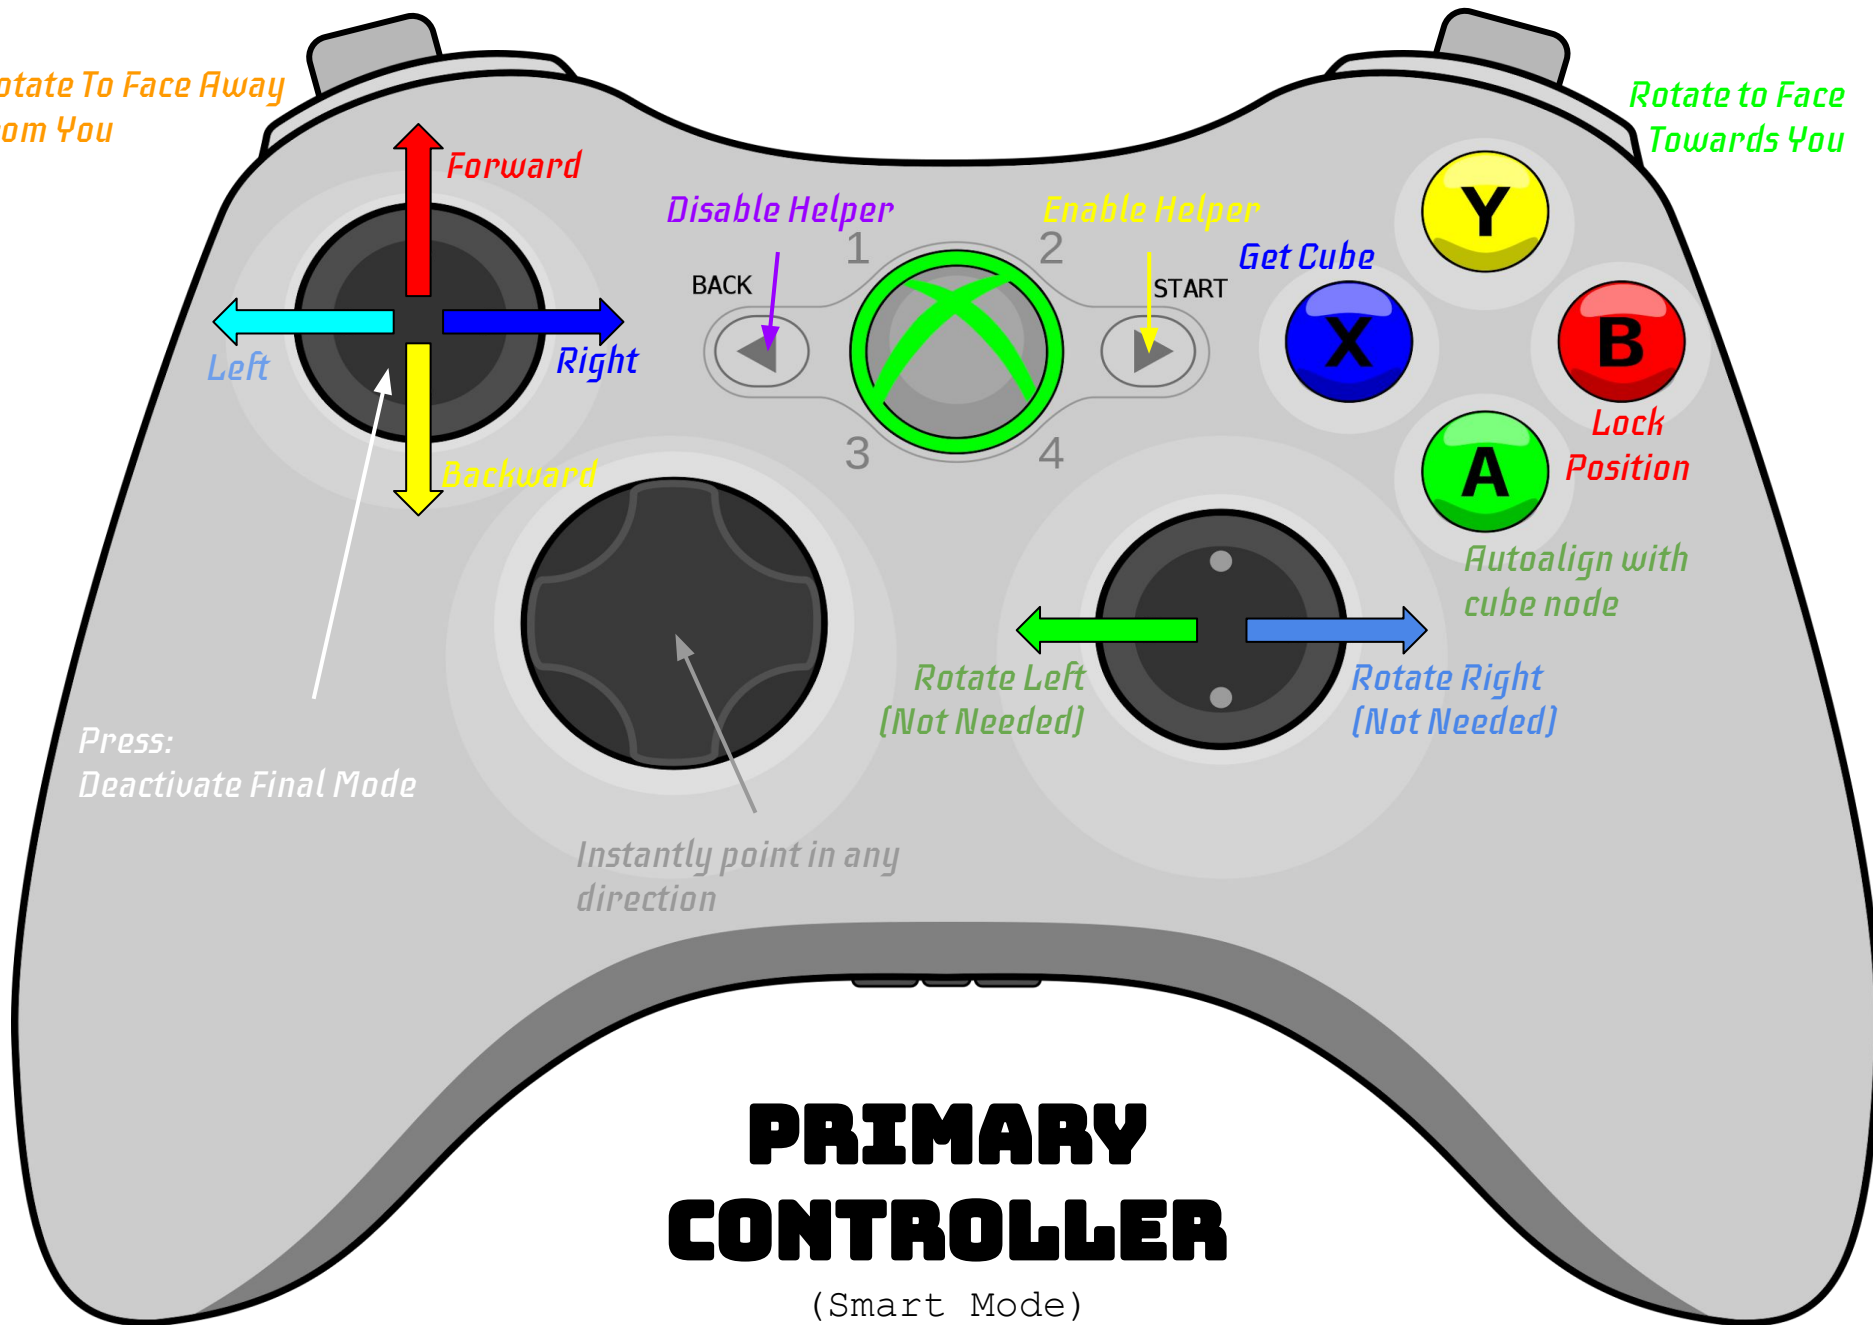 otate To Face Away
om You
Rotate to Face
Towards You
Forward
Disable Helper
Enable Helper
1
2
Y
Get Cube
BACK
START
X
B
Left
Right
Lock
Position
Backward
3
4
A
Autoalign with
cube node
Rotate Left
(Not Needed)
Rotate Right
(Not Needed)
Press:
Deactivate Final Mode
Instantly point in any
direction
PRIMARY
CONTROLLER
(Smart Mode)